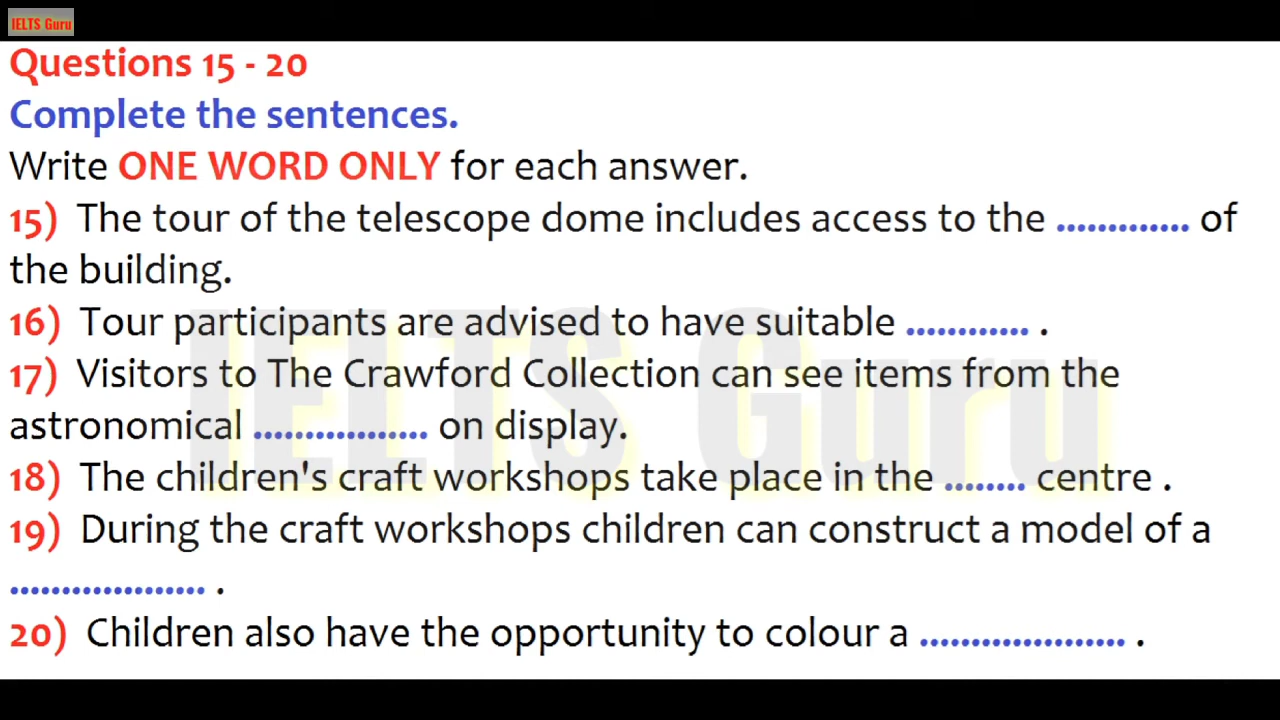 IELTS Guru
Questions 15 - 20
Complete the sentences.
Write ONE WORD ONLY for each answer.
15) The tour of the telescope dome includes access to the ............. of
the building.
16) Tour participants are advised to have suitable ............ .
17) Visitors to The Crawford Collection can see items from the
astronomical ................. on display.
18) The children's craft workshops take place in the ........ centre .
19) During the craft workshops children can construct a model of a
................... .
20) Children also have the opportunity to colour a .................... .
IELTS Guru